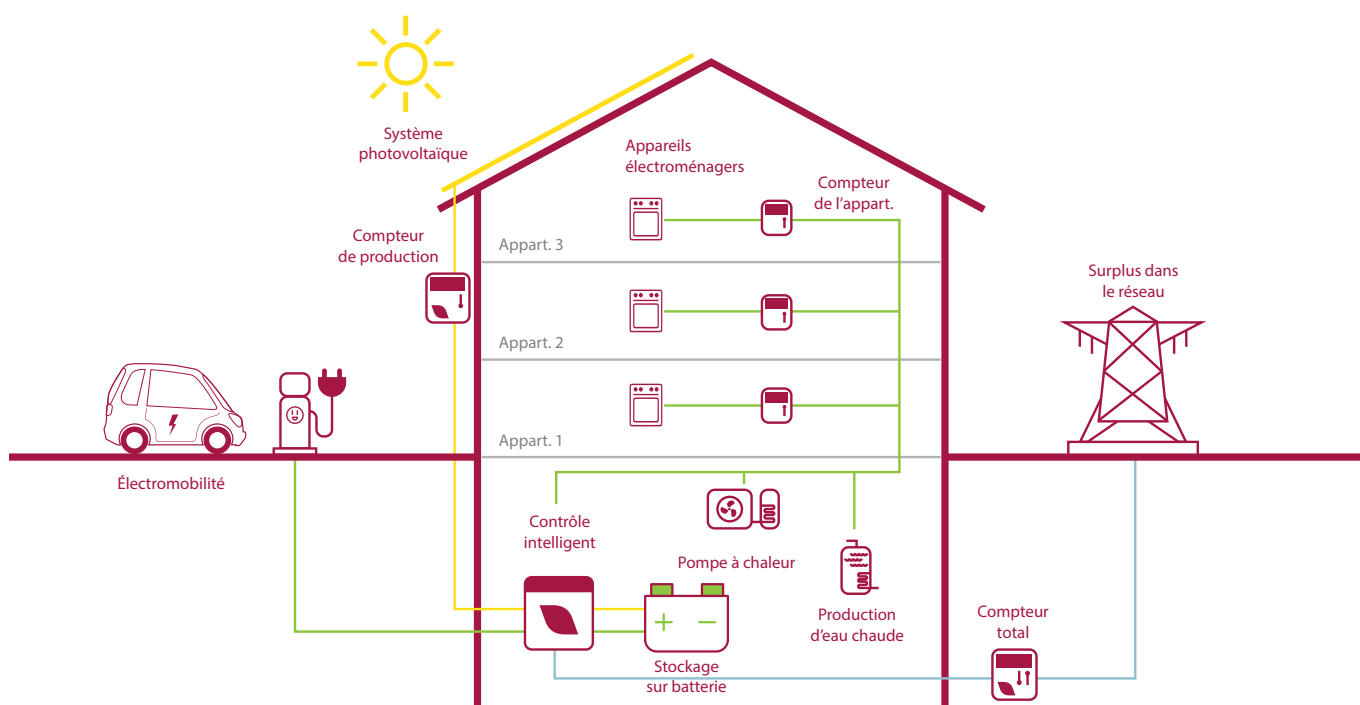 Système
photovoltaïque
Appareils
électroménagers
Compteur
de l’appart.
Compteur
de production
Appart. 3
Surplus dans
le réseau
Appart. 2
Appart. 1
Électromobilité
Contrôle
intelligent
Pompe à chaleur
Production
d’eau chaude
Compteur
total
Stockage
sur batterie